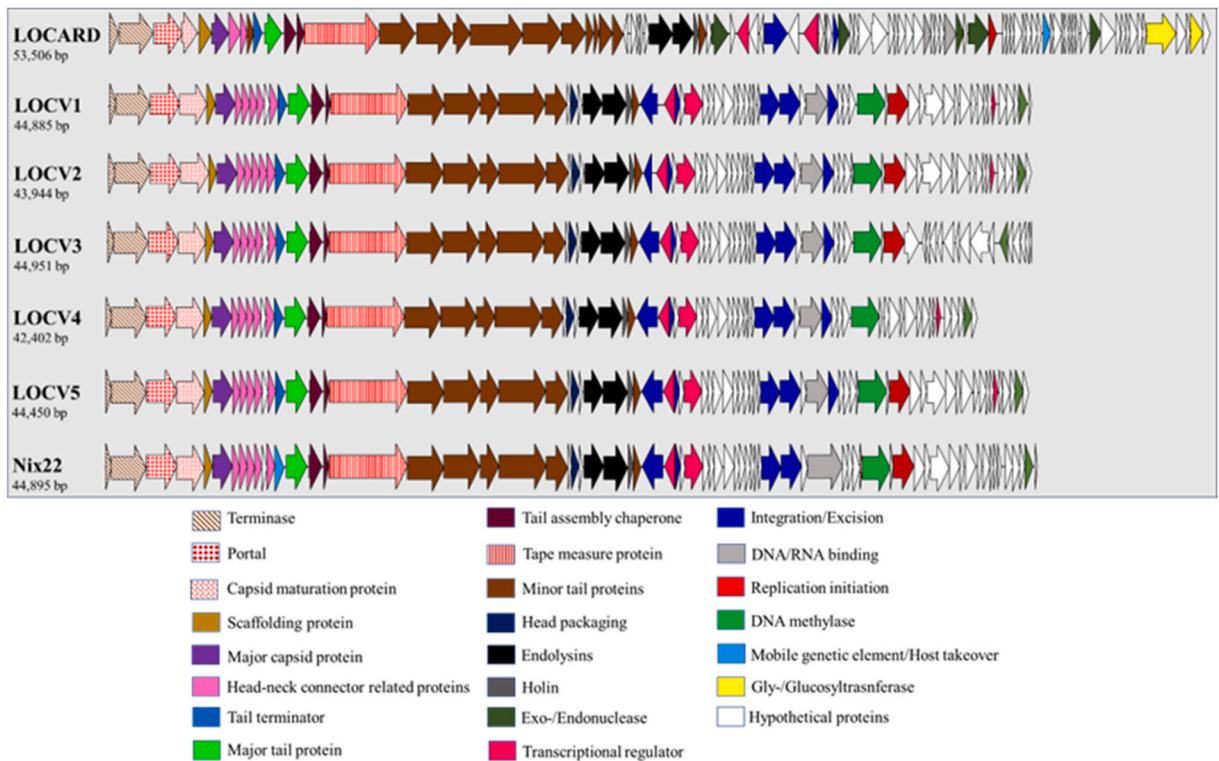 LOCARD
53,506 bp
LOCV1
44,885 bp
LOCV2
43,944 bp
LOCV3
44,951 bp
LOCV4
42,402 bp
LOCV5
44,450 bp
Nix22
44,895 bp
Terminase
Portal
Capsid maturation protein
Scaffolding protein
Major capsid protein
Head-neck connector related proteins
Tail terminator
Major tail protein
Tail assembly chaperone
Tape measure protein
Minor tail proteins
Head packaging
Endolysins
Holin
Exo-/Endonuclease
Transcriptional regulator
Integration/Excision
DNA/RNA binding
Replication initiation
DNA methylase
Mobile genetic element/Host takeover
Gly-/Glucosyltrasnferase
Hypothetical proteins